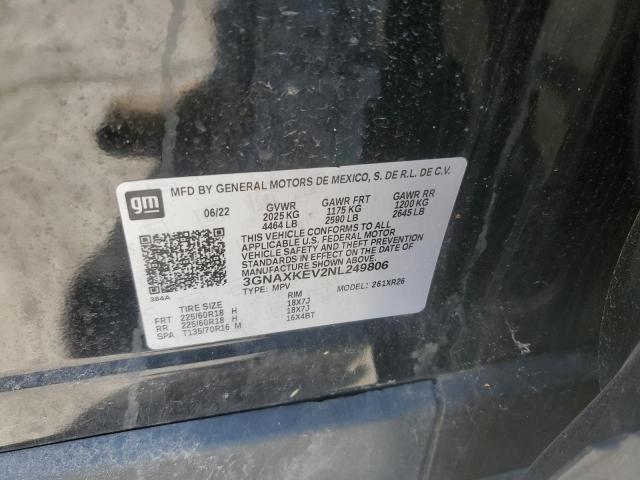 gm
MFD BY GENERAL MOTORS DE MEXICO, S. DE R.L. DE C.V.
06/22 GVWR GAWR FRT GAWR RR
2025 KG 1175 KG 1200 KG
4464 LB 2590 LB 2645 LB
THIS VEHICLE CONFORMS TO ALL
APPLICABLE U.S. FEDERAL MOTOR
VEHICLE SAFETY AND THEFT PREVENTION
STANDARDS IN EFFECT ON THE DATE OF
MANUFACTURE SHOWN ABOVE.
3GNAXKEV2NL249806
TYPE: MPV MODEL: 261XR26
384A
TIRE SIZE RIM
FRT 225/60R18 H 18X7J
RR 225/60R18 H 18X7J
SPA T135/70R16 M 16X4BT